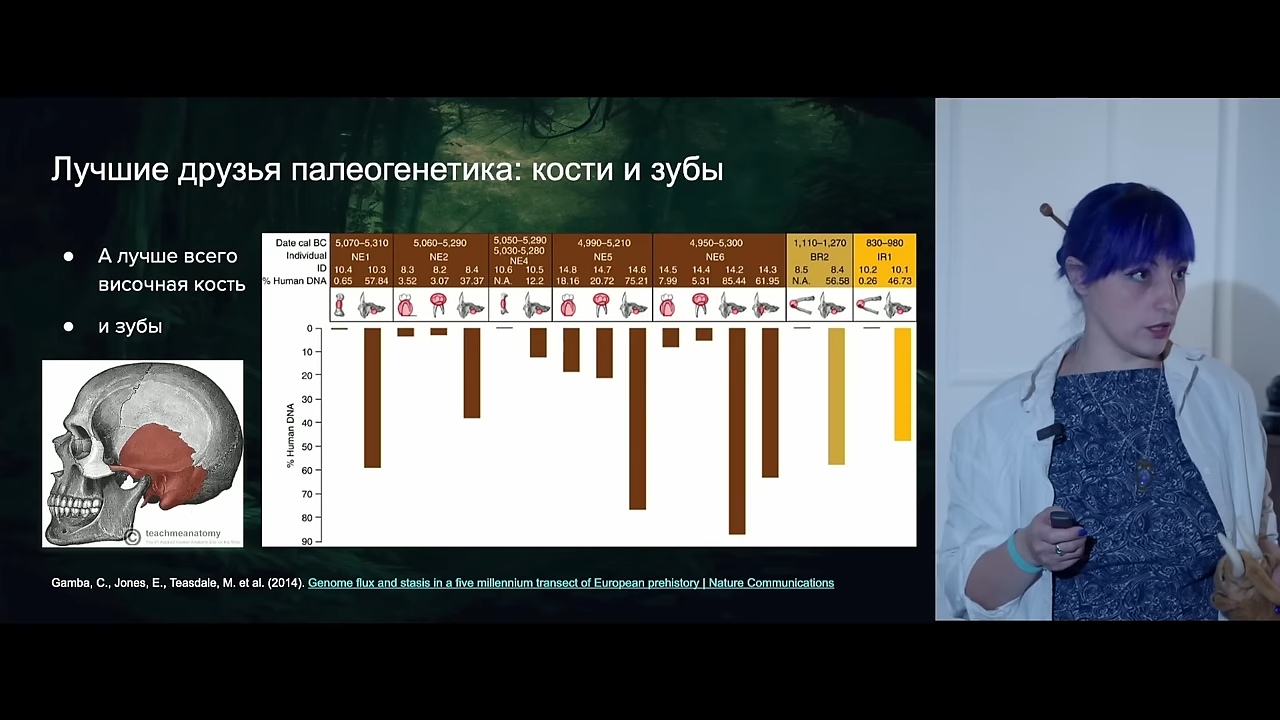 Лучшие друзья палеогенетика: кости и зубы
● А лучше всего
височная кость
● и зубы
Date cal BC 5,070–5,310 5,060–5,290 5,050–5,290 4,990–5,210 4,950–5,300 1,110–1,270 830–980
5,030-5,280
Individual NE1 NE2 NE4 NE5 NE6 BR2 IR1
ID 10.4 10.3 8.3 8.2 8.4 10.6 10.5 14.8 14.7 14.6 14.5 14.4 14.2 14.3 8.5 8.4 10.2 10.1
% Human DNA 0.65 57.84 3.52 3.07 37.37 N.A. 12.2 18.16 20.72 75.21 7.99 5.31 85.44 61.95 N.A. 56.58 0.26 46.73
0
10
20
30
40
50
60
70
80
90
% Human DNA
© teachmeanatomy
Gamba, C., Jones, E., Teasdale, M. et al. (2014). Genome flux and stasis in a five millennium transect of European prehistory | Nature Communications